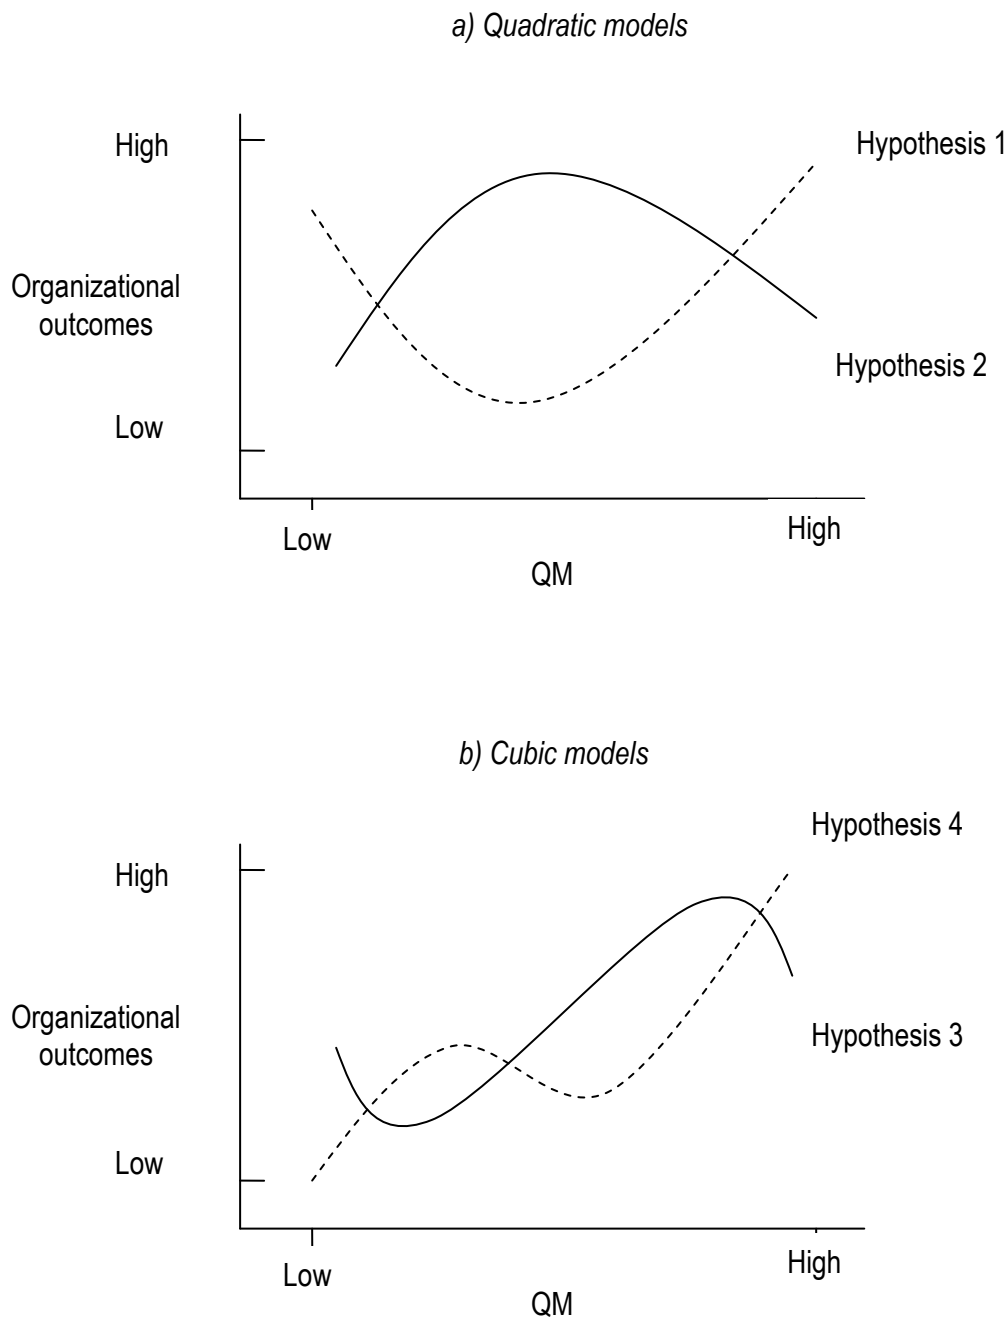 a) Quadratic models
High
Hypothesis 1
Organizational
outcomes
Hypothesis 2
Low
Low
High
QM
b) Cubic models
Hypothesis 4
High
Organizational
outcomes
Hypothesis 3
Low
Low
High
QM